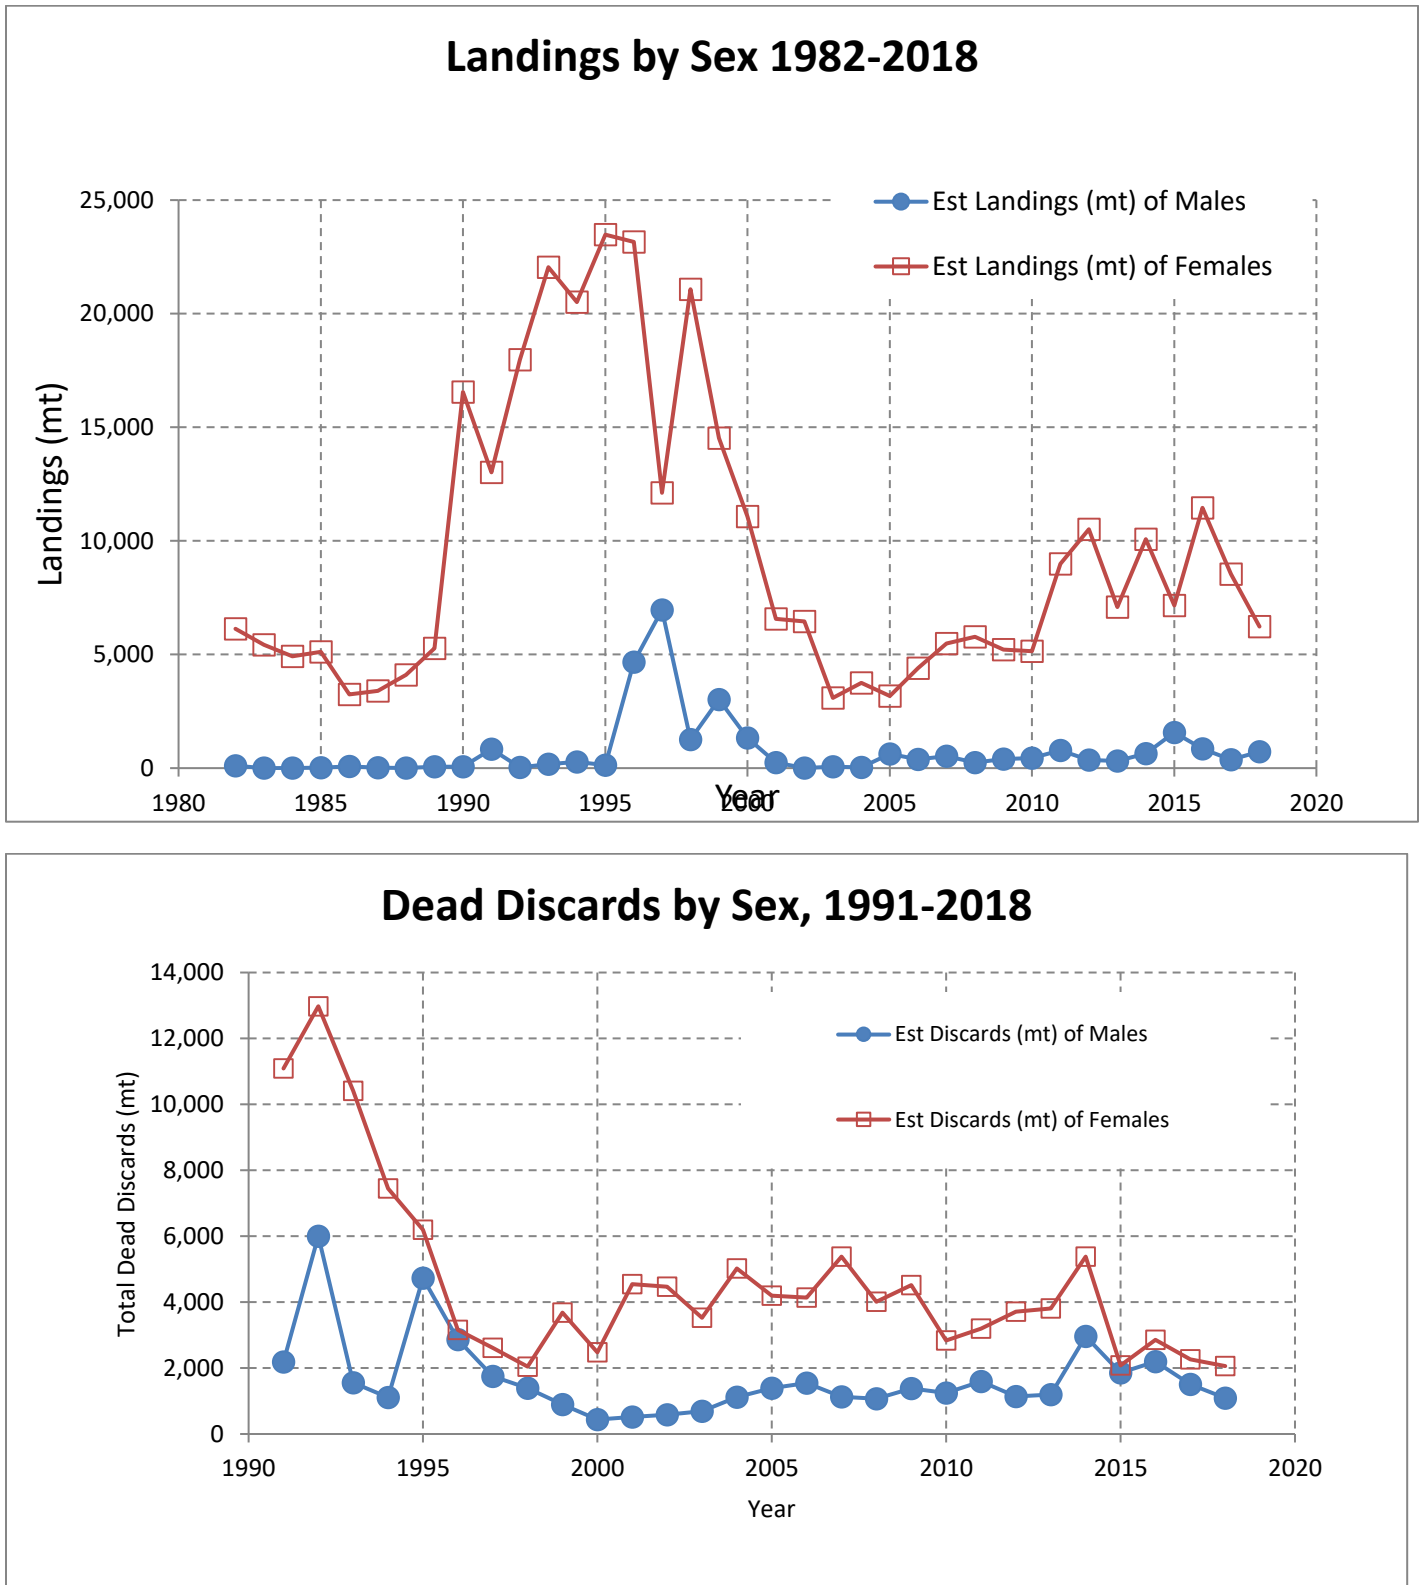 Landings by Sex 1982-2018
25,000
20,000
15,000
10,000
5,000
0
Landings (mt)
Est Landings (mt) of Males
Est Landings (mt) of Females
1980 1985 1990 1995 2000 2005 2010 2015 2020
Year
Dead Discards by Sex, 1991-2018
14,000
12,000
10,000
8,000
6,000
4,000
2,000
0
Total Dead Discards (mt)
Est Discards (mt) of Males
Est Discards (mt) of Females
1990 1995 2000 2005 2010 2015 2020
Year